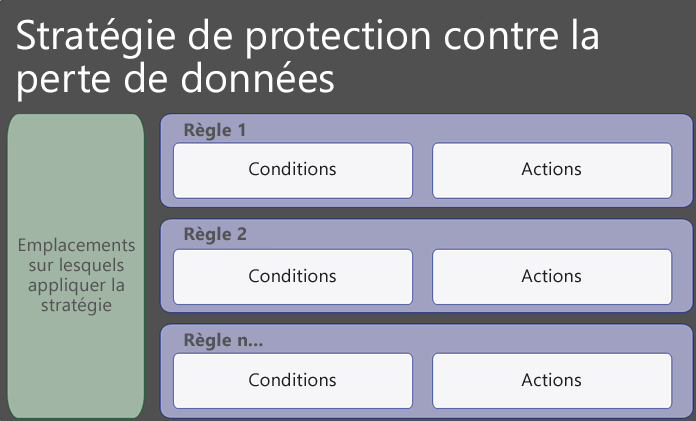 Stratégie de protection contre la
perte de données
Emplacements
sur lesquels
appliquer la
stratégie
Règle 1
Conditions
Actions
Règle 2
Conditions
Actions
Règle n...
Conditions
Actions